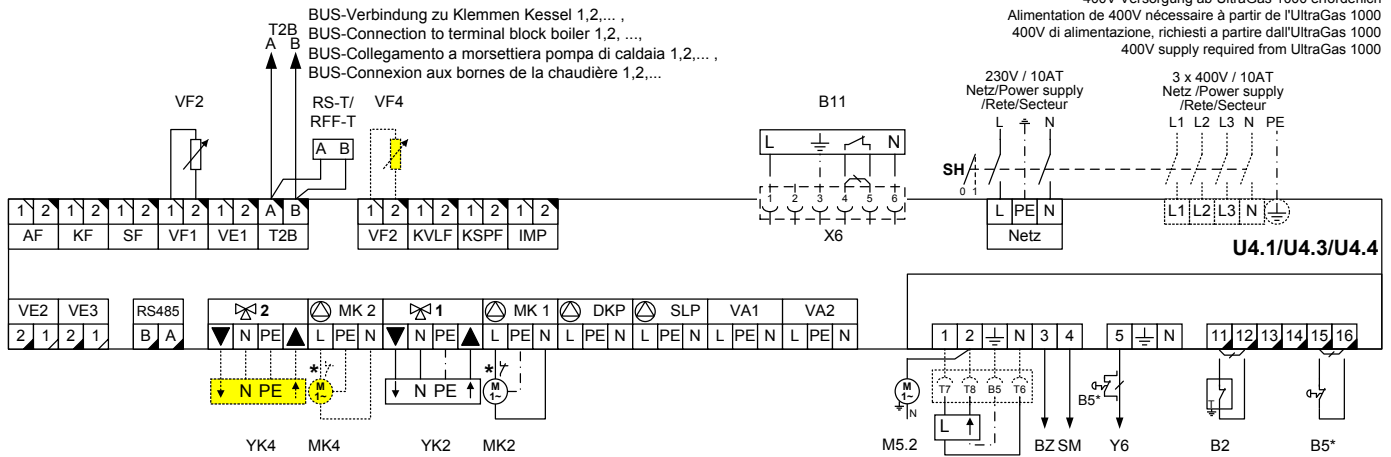 BUS-Verbindung zu Klemmen Kessel 1,2,... ,
BUS-Connection to terminal block boiler 1,2, ...,
BUS-Collegamento a morsettiera pompa di caldaia 1,2,... ,
BUS-Connexion aux bornes de la chaudière 1,2,...
T2B
A B
400V Versorgung ab UltraGas 1000 erforderlich
Alimentation de 400V nécessaire à partir de l'UltraGas 1000
400V di alimentazione, richiesti a partire dall'UltraGas 1000
400V supply required from UltraGas 1000
VF2
RS-T/
RFF-T
VF4
B11
230V / 10AT
Netz/Power supply
/Rete/Secteur
3 x 400V / 10AT
Netz /Power supply
/Rete/Secteur
L N
L1 L2 L3 N PE
A B
L N
SH
0 1
1 2 3 4 5 6
X6
1 2 1 2 1 2 1 2 1 2 A B
AF KF SF VF1 VE1 T2B
1 2 1 2 1 2 1 2
VF2 KVLF KSPF IMP
L PE N
Netz
L1 L2 L3 N
U4.1/U4.3/U4.4
VE2 VE3 RS485 2 MK 2 1 MK 1 DKP SLP VA1 VA2
2 1 2 1 B A N PE L PE N N PE L PE N L PE N L PE N L PE N L PE N
1 2 N 3 4 5 N 11 12 13 14 15 16
N PE
* M 1~
N PE
* M 1~
M 1~
N
T7 T8 B5 T6
L
B5*
T
YK4 MK4 YK2 MK2 M5.2 BZ SM Y6 B2 B5*